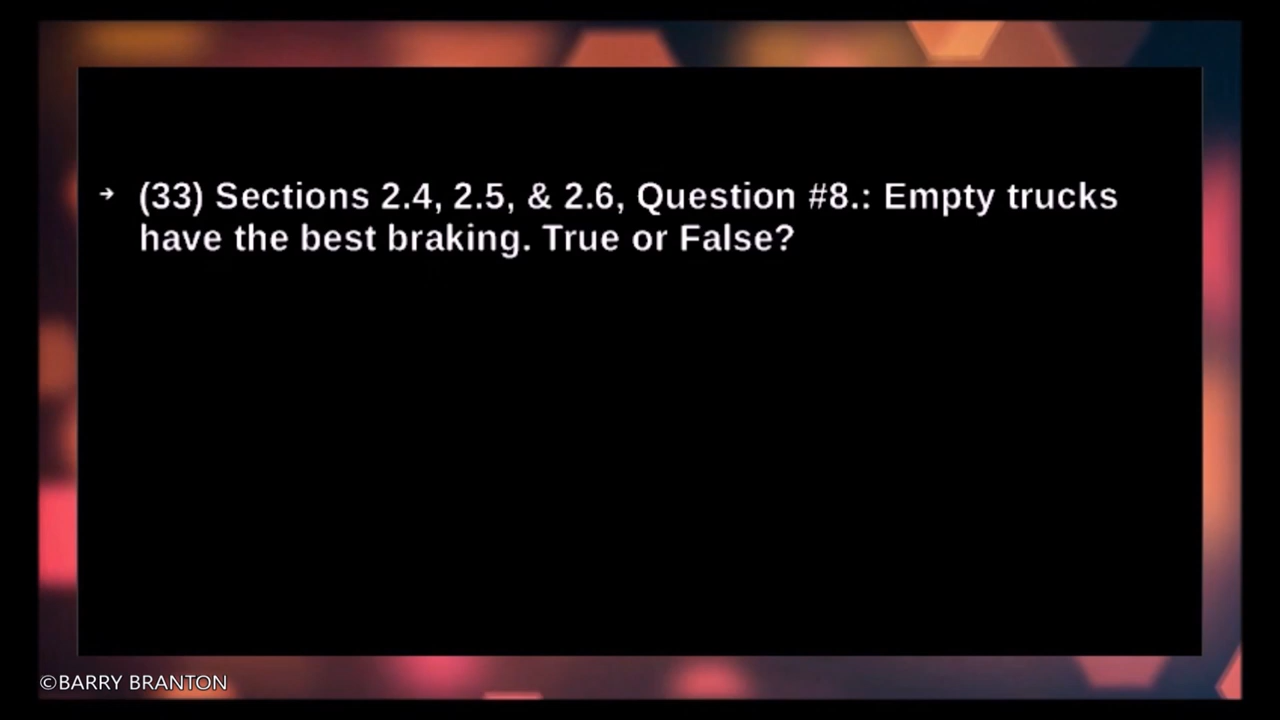 → (33) Sections 2.4, 2.5, & 2.6, Question #8.: Empty trucks
have the best braking. True or False?
©BARRY BRANTON